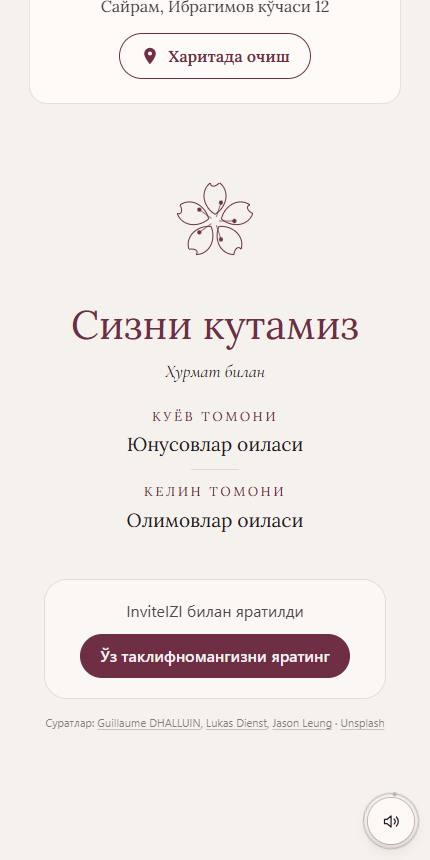 Сайрам, Ибрагимов кўчаси 12
Харитада очиш
Сизни кутамиз
Ҳурмат билан
КУЁВ ТОМОНИ
Юнусовлар оиласи
КЕЛИН ТОМОНИ
Олимовлар оиласи
InviteIZI билан яратилди
Ўз таклифномангизни яратинг
Суратлар: Guillaume DHALLUIN, Lukas Dienst, Jason Leung · Unsplash